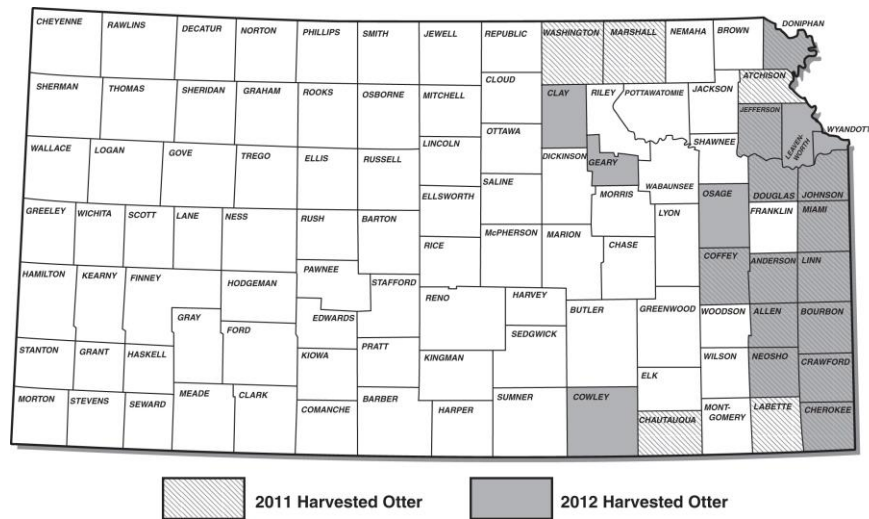 CHEYENNE RAWLINS DECATUR NORTON PHILLIPS SMITH JEWELL REPUBLIC WASHINGTON MARSHALL NEMAHA BROWN DONIPHAN
CLOUD ATCHISON
SHERMAN THOMAS SHERIDAN GRAHAM ROOKS OSBORNE MITCHELL CLAY RILEY POTTAWATOMIE JACKSON
JEFFERSON
LEAVEN-
WORTH
WYANDOTT
OTTAWA
LINCOLN SHAWNEE
WALLACE LOGAN GOVE TREGO ELLIS RUSSELL DICKINSON GEARY
SALINE WABAUNSEE
ELLSWORTH MORRIS OSAGE DOUGLAS JOHNSON
GREELEY WICHITA SCOTT LANE NESS RUSH BARTON LYON FRANKLIN MIAMI
McPHERSON MARION CHASE
RICE COFFEY ANDERSON LINN
HAMILTON KEARNY FINNEY HODGEMAN PAWNEE STAFFORD
RENO HARVEY BUTLER GREENWOOD WOODSON ALLEN BOURBON
GRAY FORD EDWARDS
SEDGWICK
STANTON GRANT HASKELL KIOWA PRATT KINGMAN WILSON NEOSHO CRAWFORD
ELK
MORTON STEVENS SEWARD MEADE CLARK COMANCHE BARBER HARPER SUMNER COWLEY CHAUTAUQUA
MONT-
GOMERY
LABETTE CHEROKEE
2011 Harvested Otter 2012 Harvested Otter